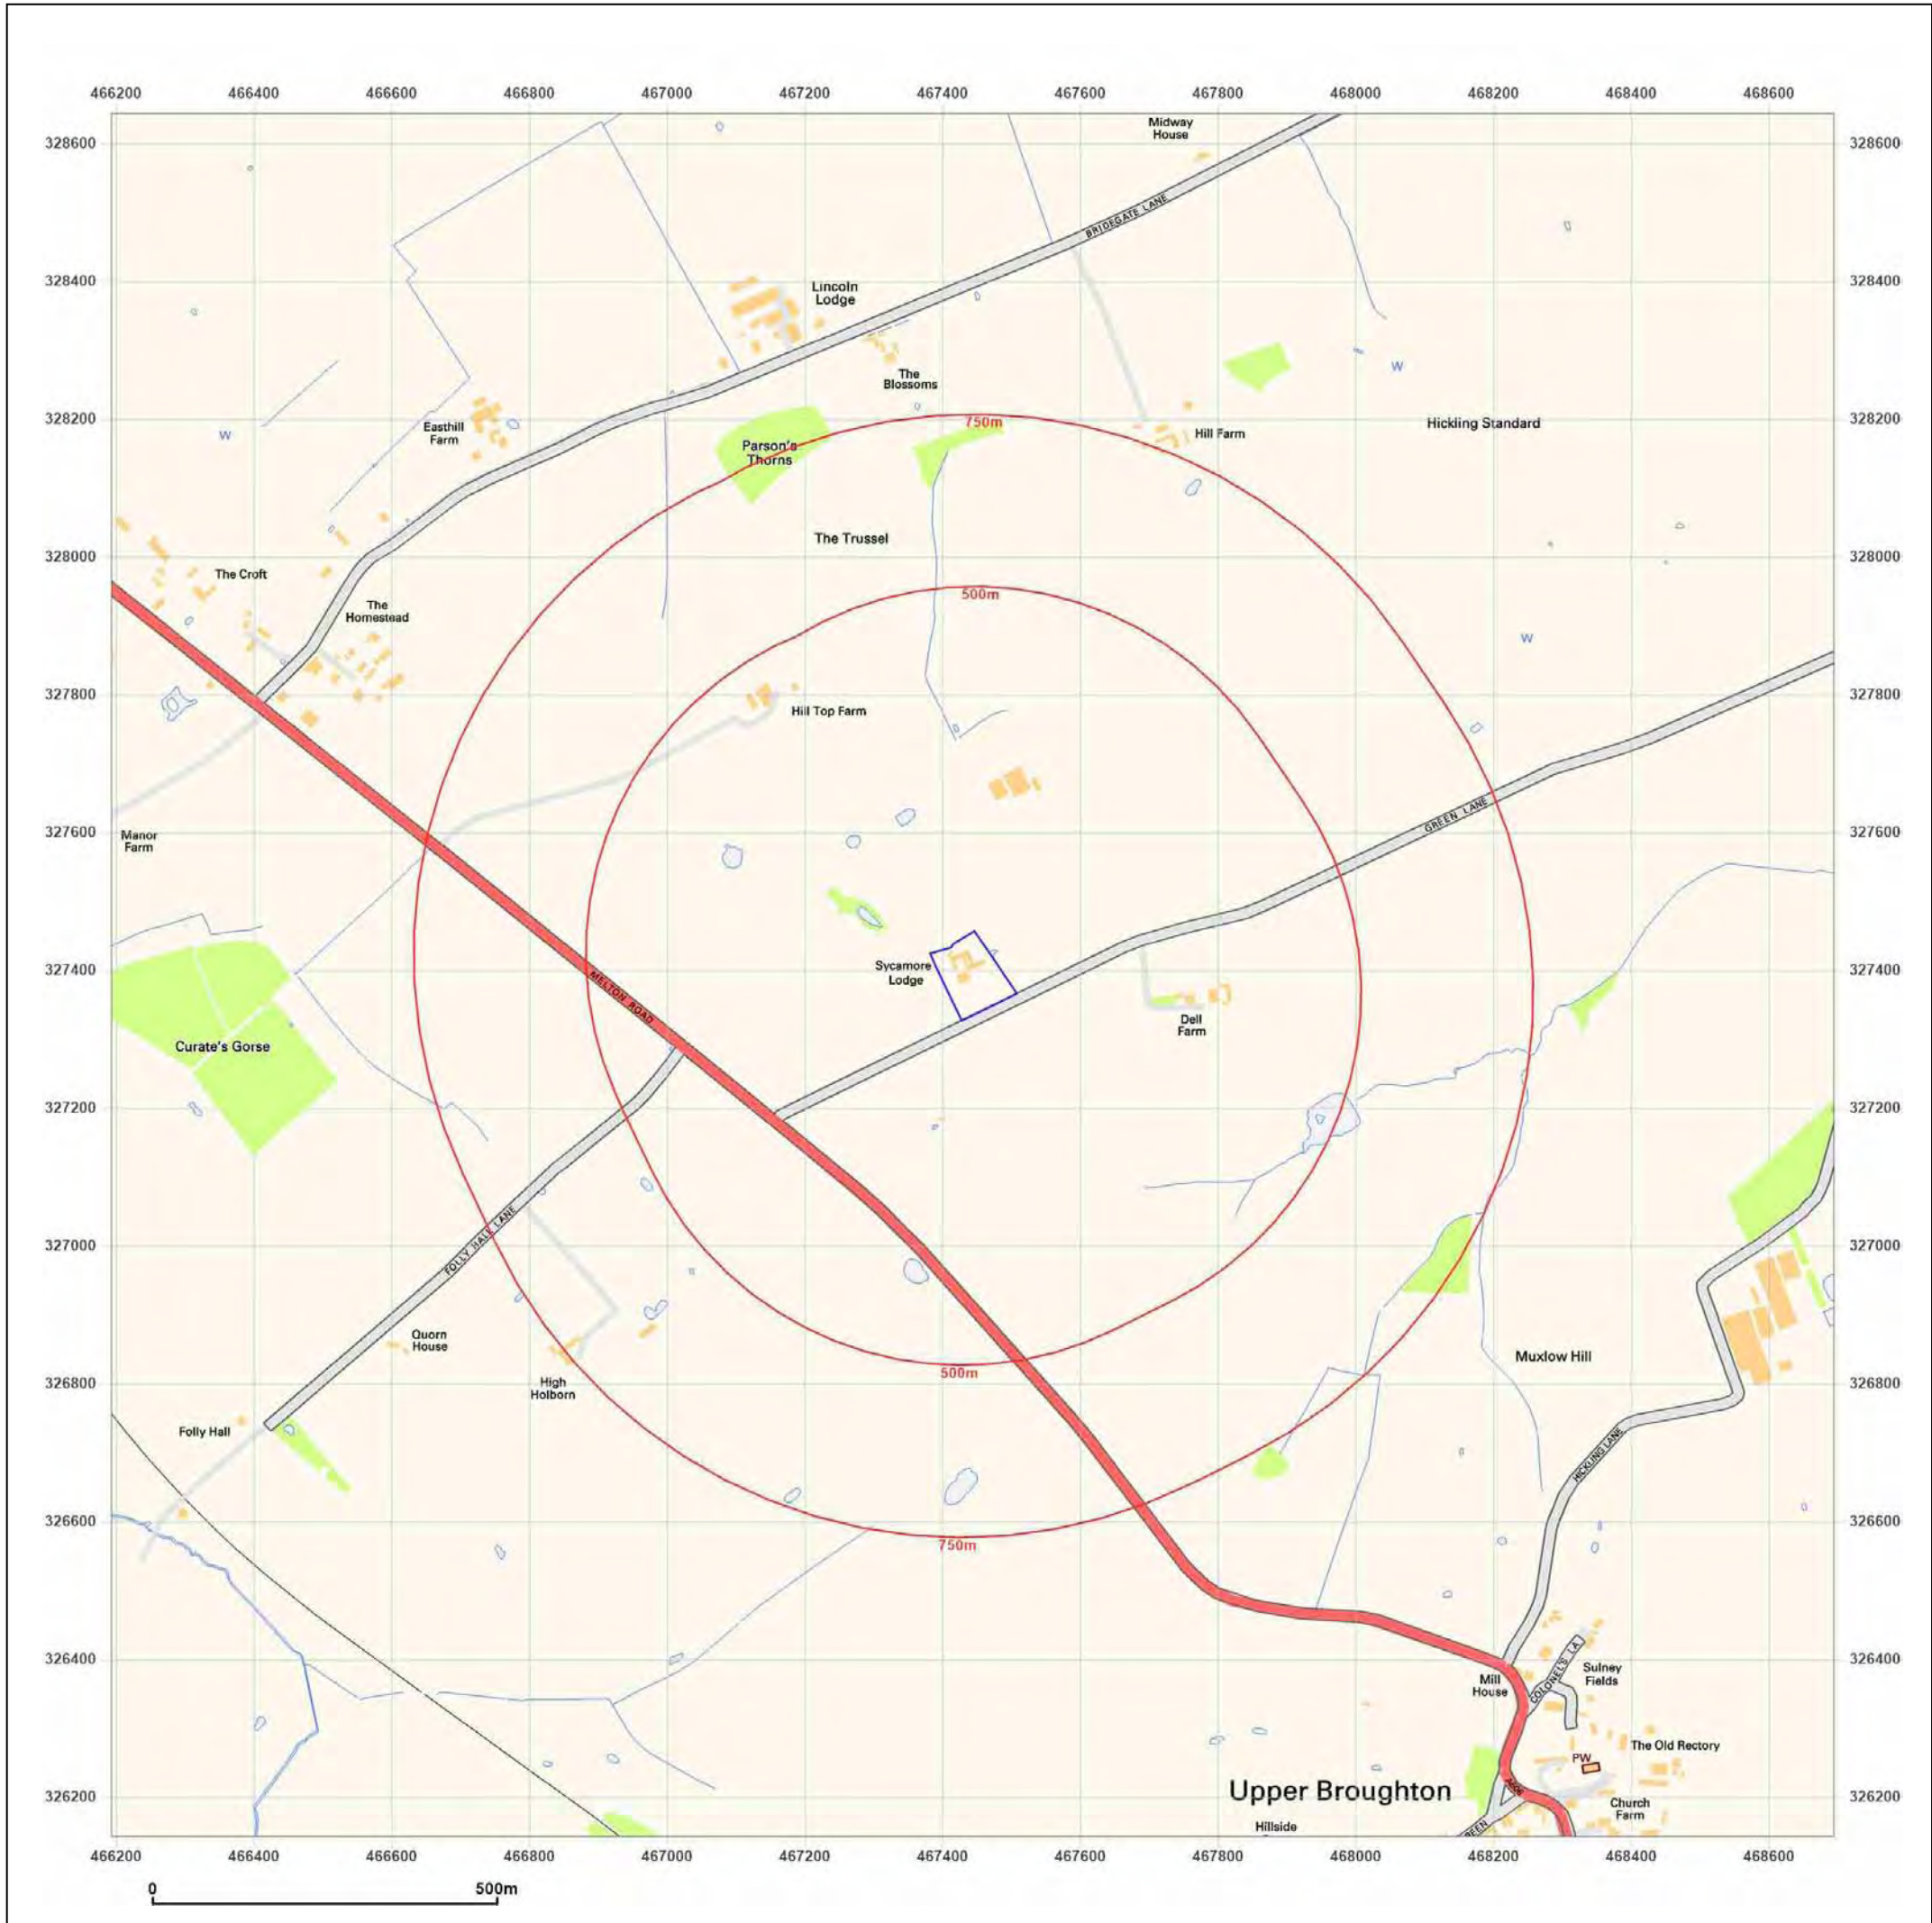 466200 466400 466600 466800 467000 467200 467400 467600 467800 468000 468200 468400 468600
Midway
House
328600 328600
BRIDEGATE LANE
328400 328400
Lincoln
Lodge
The
Blossoms
W
328200 328200
750m
Hickling Standard
Easthill
Farm
W
Hill Farm
Parson's
Thorns
The Trussel
328000 328000
The Croft
500m
The
Homestead
W
327800 327800
Hill Top Farm
GREEN LANE
327600 327600
Manor
Farm
327400 327400
Sycamore
Lodge
MELTON ROAD
Dell
Farm
Curate's Gorse
327200 327200
327000 327000
FOLLY HALL LANE
Quorn
House
Muxlow Hill
500m
326800 326800
High
Holborn
Folly Hall
HICKLING LANE
326600 326600
750m
326400 326400
Mill
House
COLONEL'S LA
Sulney
Fields
The Old Rectory
PW
Upper Broughton
A606
326200 326200
Church
Farm
Hillside
REEN
466200 466400 466600 466800 467000 467200 467400 467600 467800 468000 468200 468400 468600
0 500m